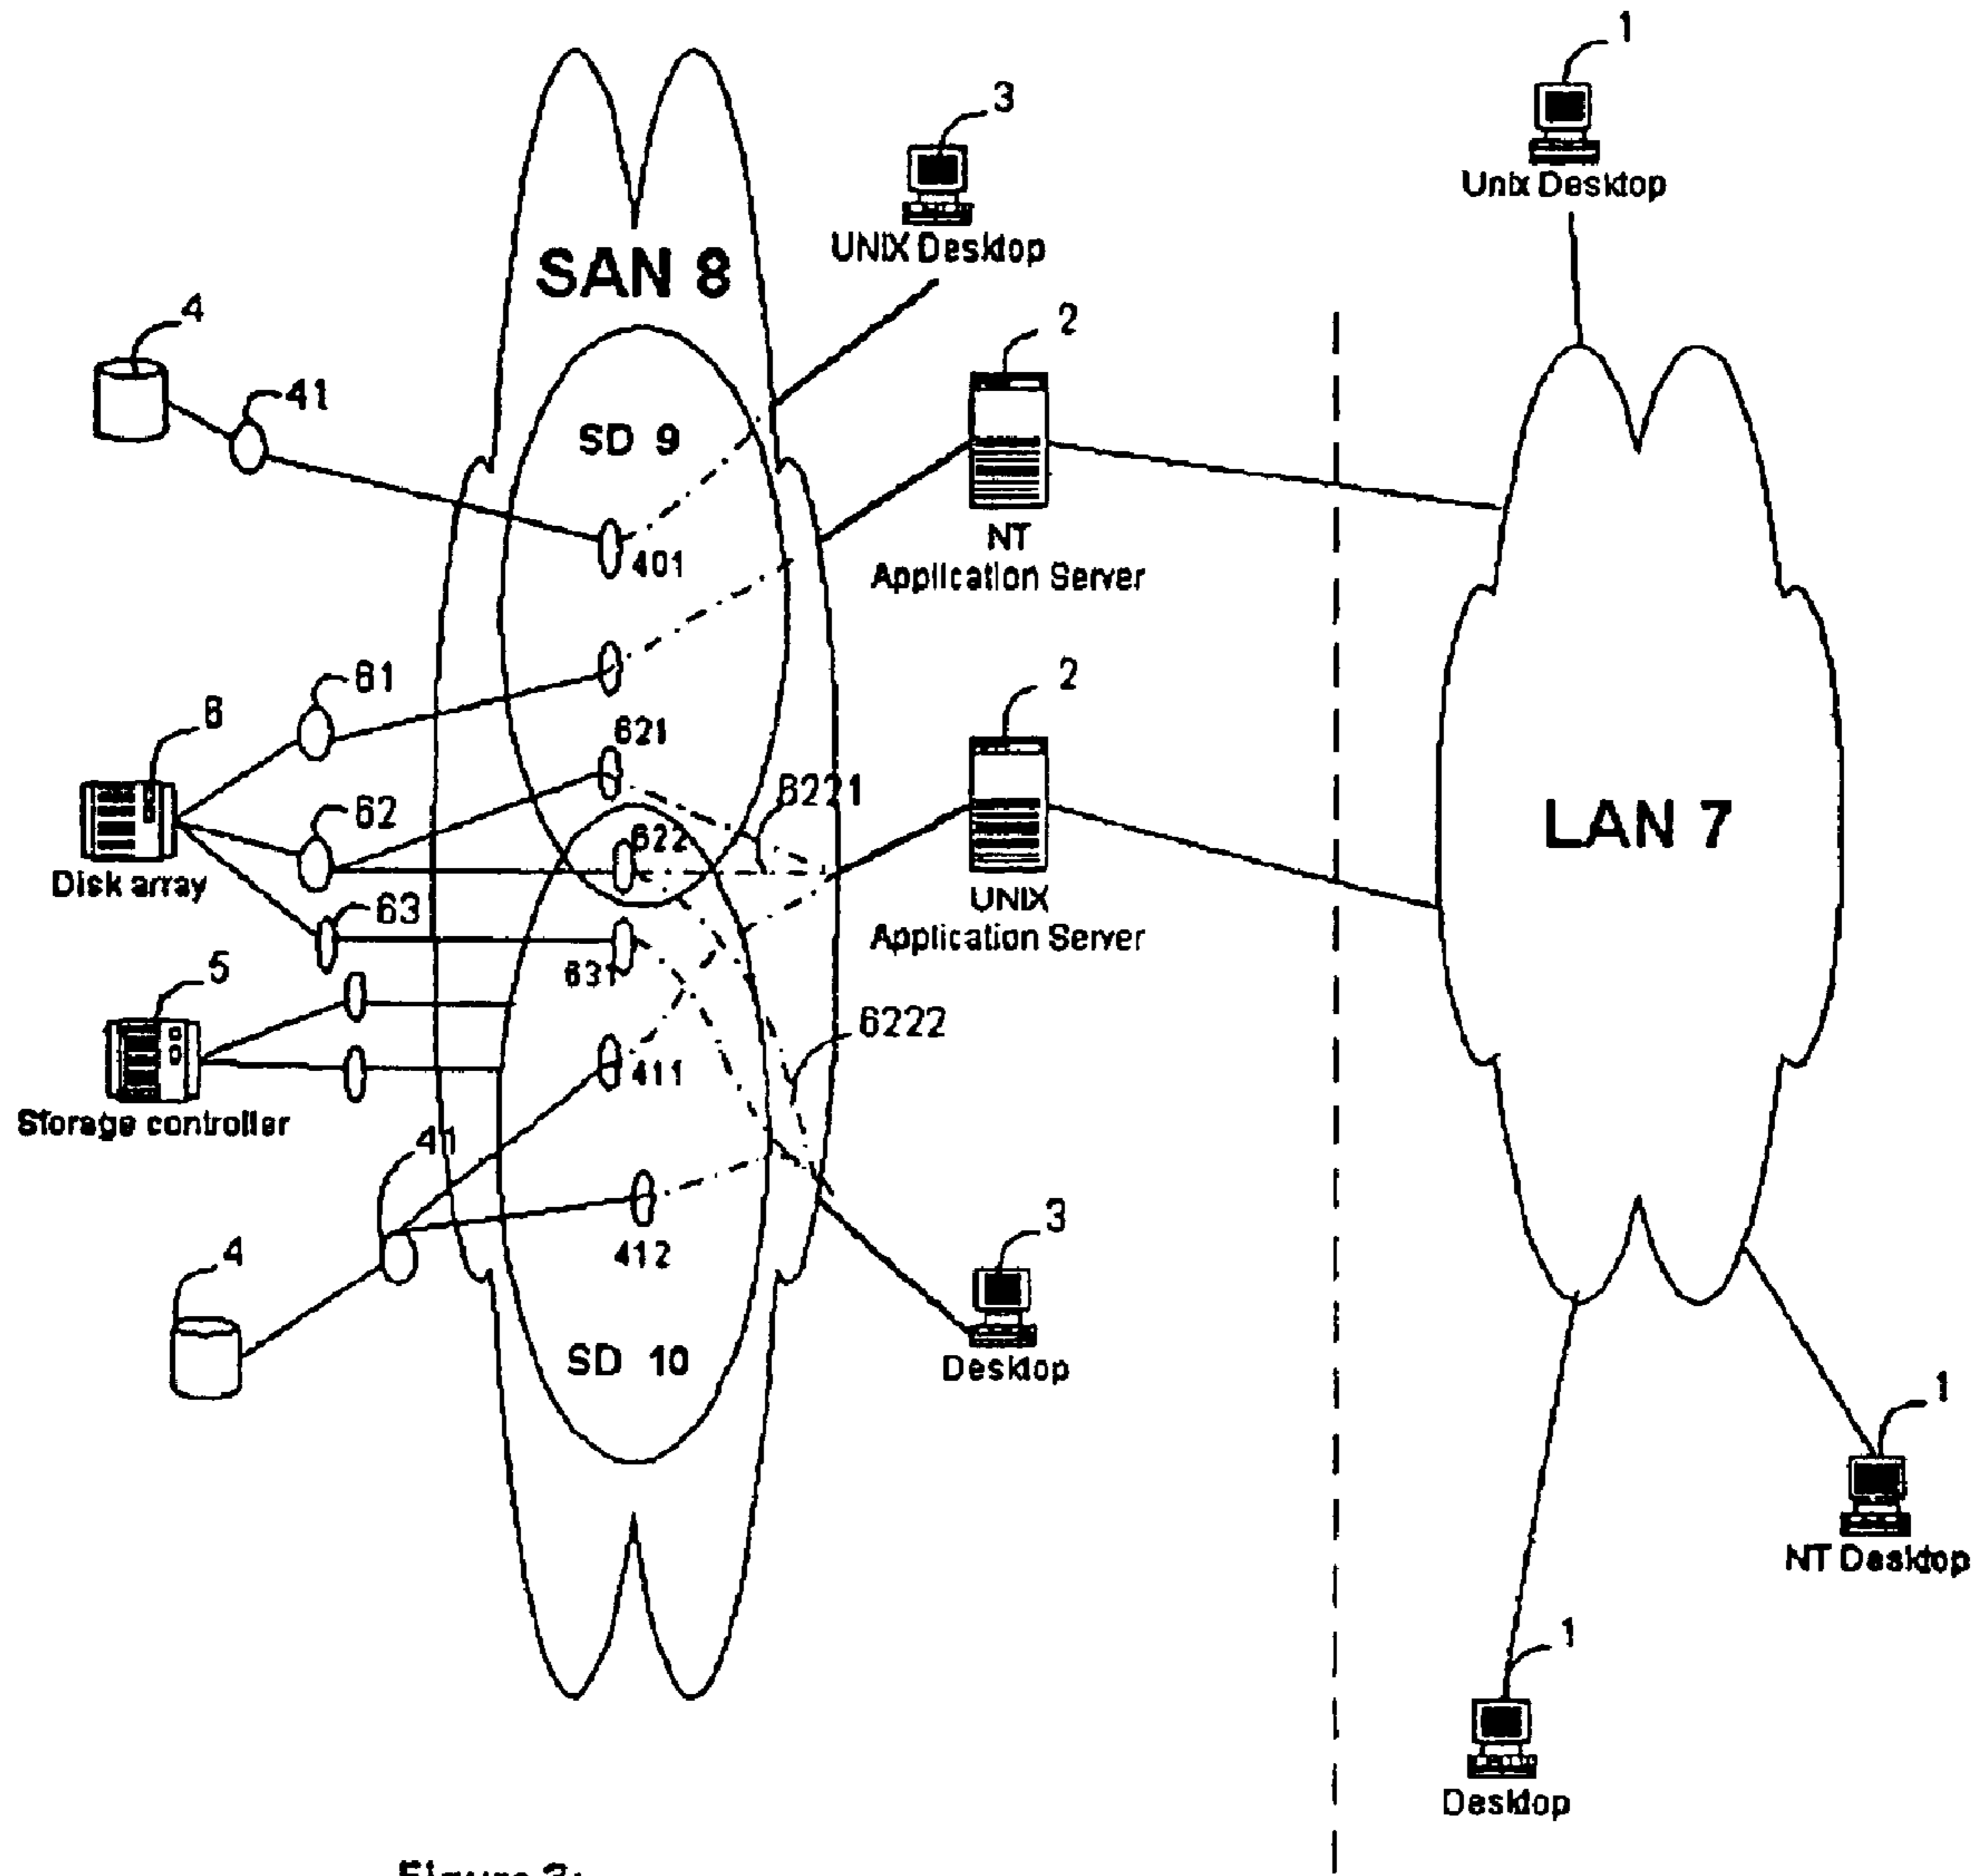 1
3
Unix Desktop
UNIX Desktop
SAN 8
4
2
41
SD 9
NT
401
Application Server
61
2
6
621
6221
62
LAN 7
622
Disk array
63
UNIX
Application Server
631
5
6222
411
Storage controller
41
3
4
412
SD 10
Desktop
1
NT Desktop
1
Desktop